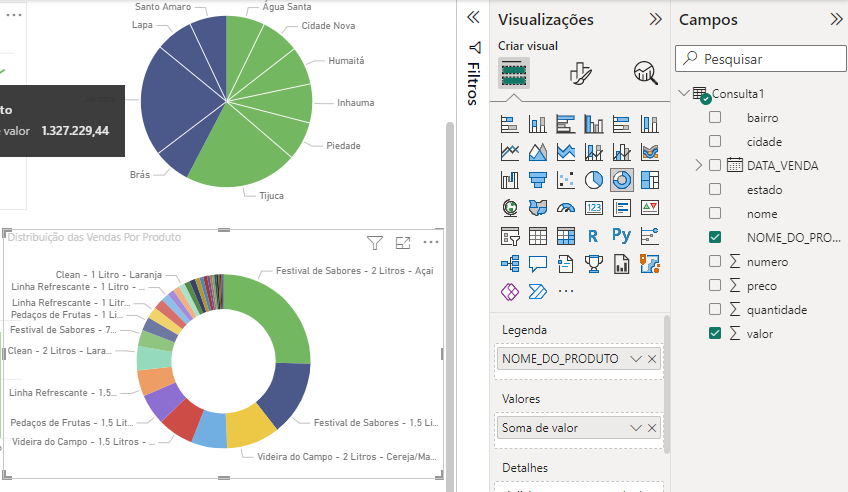 Santo Amaro
Água Santa
Lapa
Cidade Nova
Humaitá
Inhauma
Piedade
Tijuca
Brás
to
valor
1.327.229,44
Distribuição das Vendas Por Produto
Clean - 1 Litro - Laranja
Linha Refrescante - 1 Litro - ...
Linha Refrescante - 1 Litr...
Pedaços de Frutas - 1 Li...
Festival de Sabores - 7...
Clean - 2 Litros - Lara...
Linha Refrescante - 1,5...
Pedaços de Frutas - 1,5 Lit...
Videira do Campo - 1,5 Litros - ...
Festival de Sabores - 2 Litros - Açai
Festival de Sabores - 1,5 Li...
Videira do Campo - 2 Litros - Cereja/Ma...
Filtros
Visualizações
Criar visual
123
R
Py
Legenda
NOME_DO_PRODUTO
Valores
Soma de valor
Detalhes
Campos
Pesquisar
Consulta1
bairro
cidade
DATA_VENDA
estado
nome
NOME_DO_PRO...
numero
preco
quantidade
valor